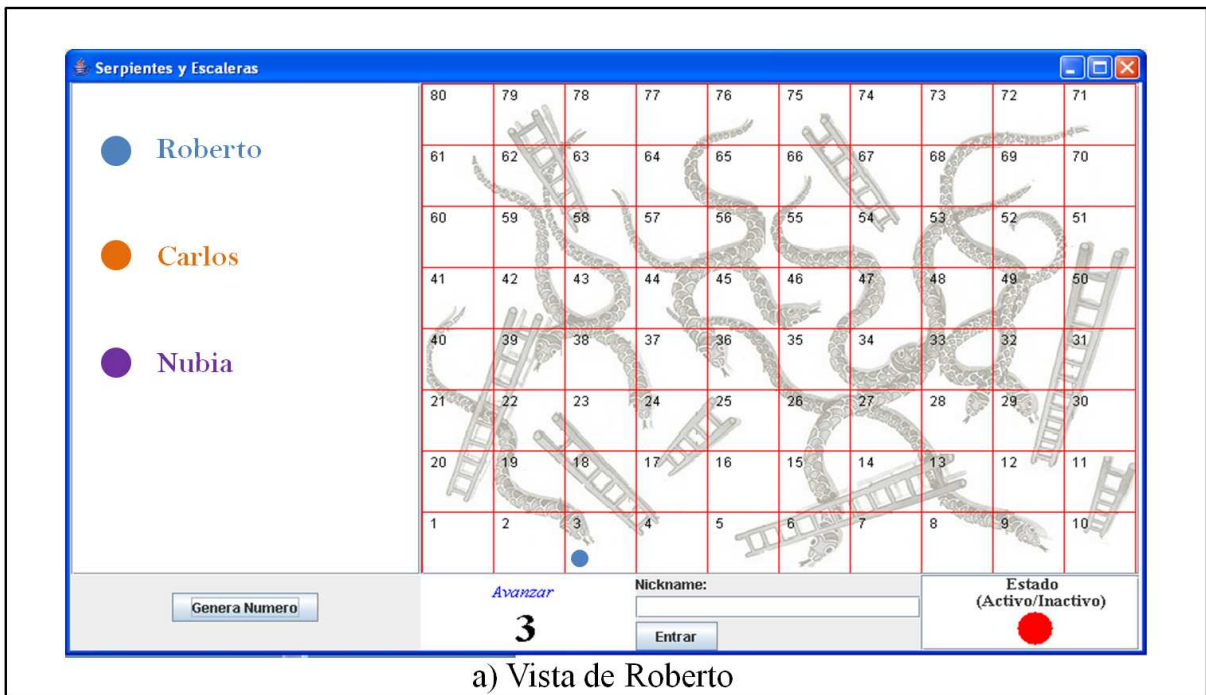 Serpientes y Escaleras
Roberto
Carlos
Nubia
80 79 78 77 76 75 74 73 72 71
61 62 63 64 65 66 67 68 69 70
60 59 58 57 56 55 54 53 52 51
41 42 43 44 45 46 47 48 49 50
40 39 38 37 36 35 34 33 32 31
21 22 23 24 25 26 27 28 29 30
20 19 18 17 16 15 14 13 12 11
1 2 3 4 5 6 7 8 9 10
Genera Numero
Avanzar
3
Nickname:
Entrar
Estado
(Activo/Inactivo)
a) Vista de Roberto